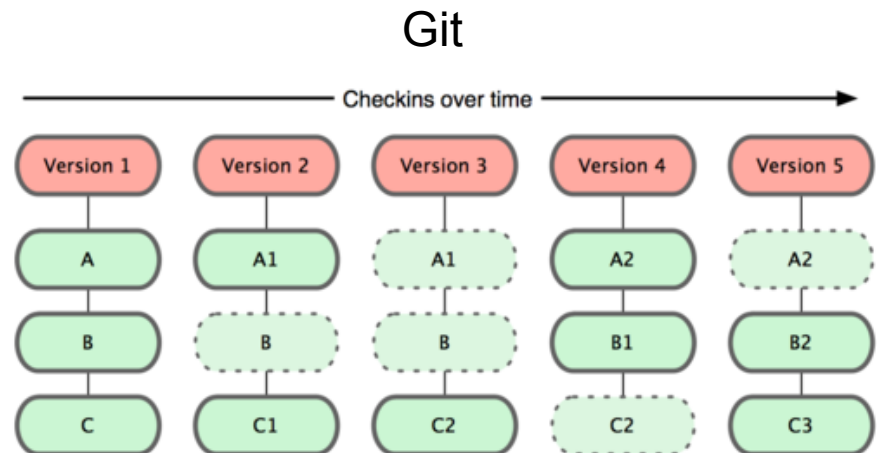 Git
Checkins over time
Version 1 Version 2 Version 3 Version 4 Version 5
A A1 A1 A2 A2
B B B B1 B2
C C1 C2 C2 C3